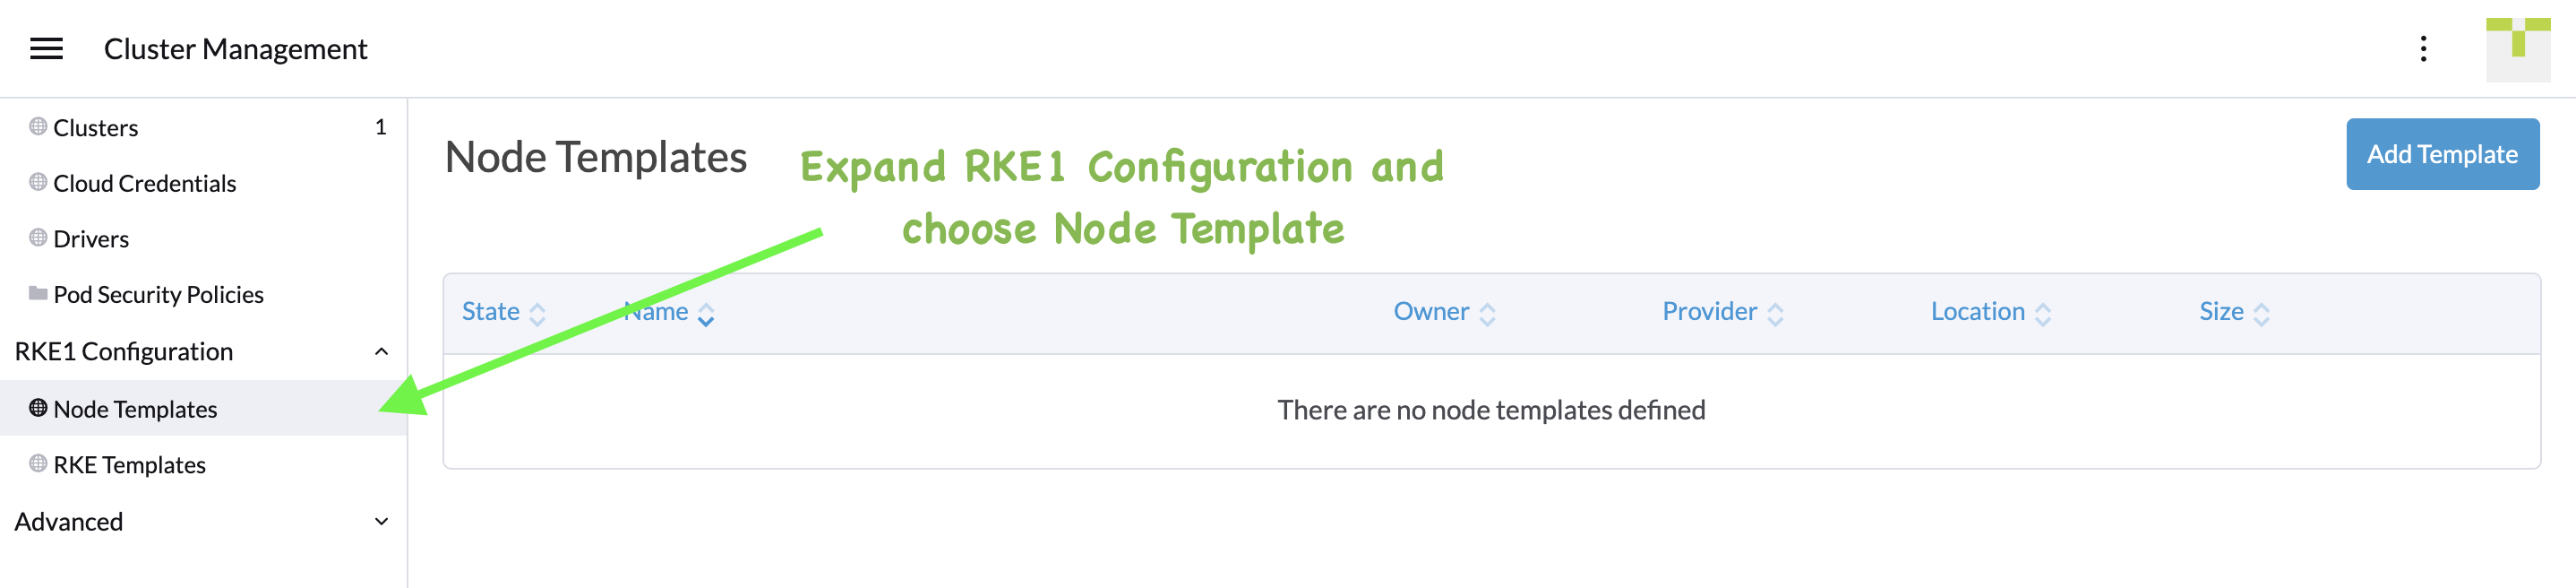 Cluster Management
Clusters 1
Cloud Credentials
Drivers
Pod Security Policies
RKE1 Configuration
Node Templates
RKE Templates
Advanced
Node Templates
Add Template
Expand RKE1 Configuration and
choose Node Template
State Name Owner Provider Location Size
There are no node templates defined